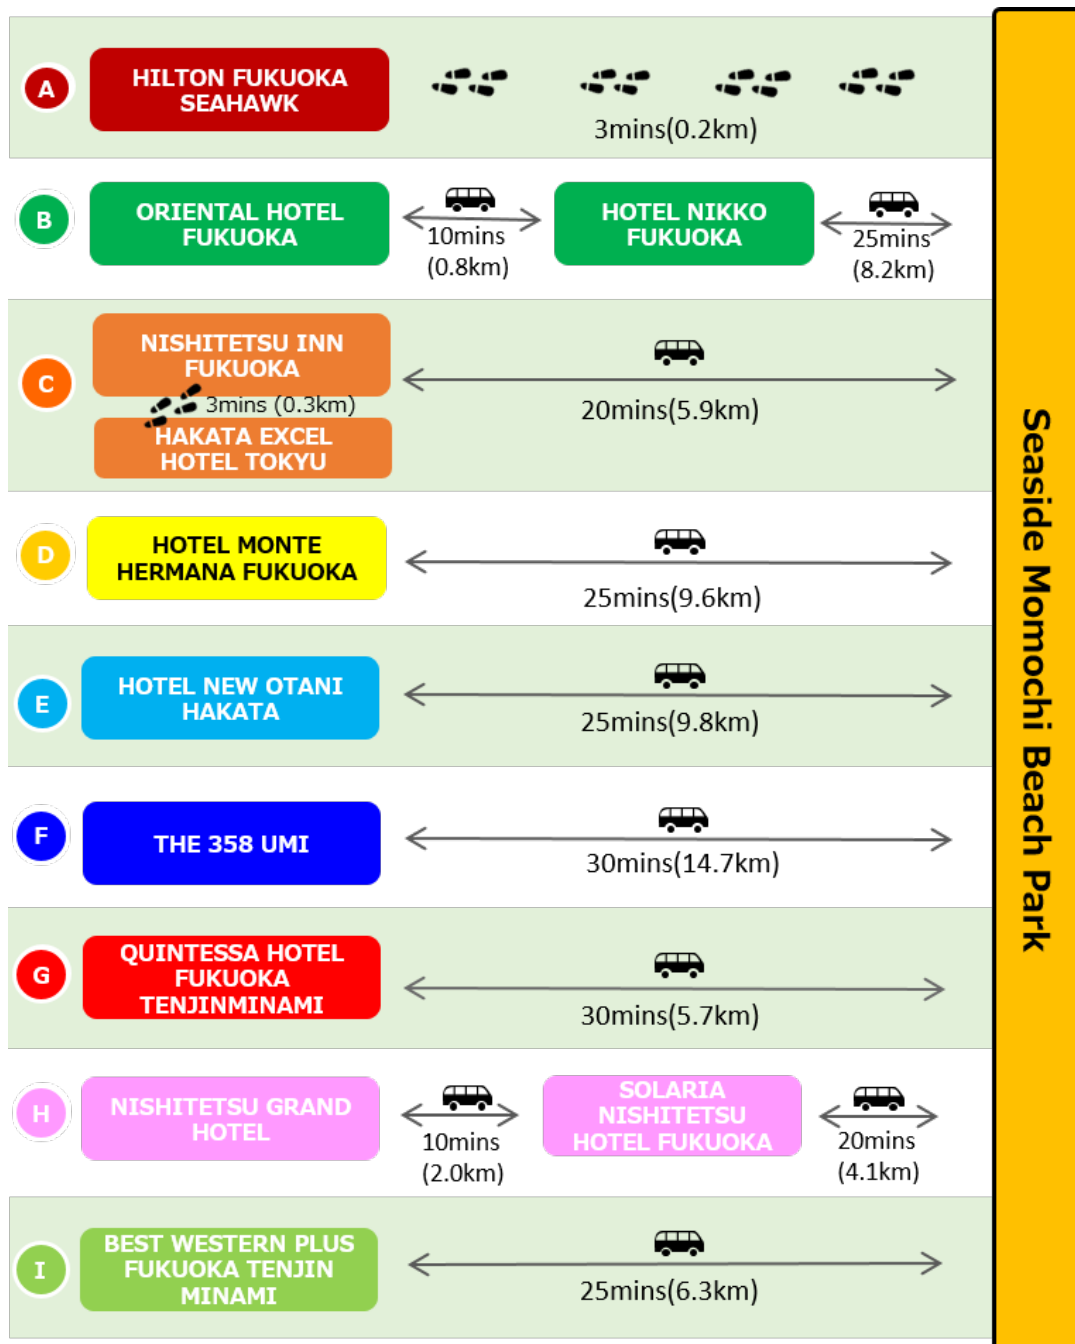 A
HILTON FUKUOKA
SEAHAWK
3mins(0.2km)
B
ORIENTAL HOTEL
FUKUOKA
10mins
(0.8km)
HOTEL NIKKO
FUKUOKA
25mins
(8.2km)
C
NISHITETSU INN
FUKUOKA
3mins (0.3km)
HAKATA EXCEL
HOTEL TOKYU
20mins(5.9km)
D
HOTEL MONTE
HERMANA FUKUOKA
25mins(9.6km)
E
HOTEL NEW OTANI
HAKATA
25mins(9.8km)
F
THE 358 UMI
30mins(14.7km)
G
QUINTESSA HOTEL
FUKUOKA
TENJINMINAMI
30mins(5.7km)
H
NISHITETSU GRAND
HOTEL
10mins
(2.0km)
SOLARIA
NISHITETSU
HOTEL FUKUOKA
20mins
(4.1km)
I
BEST WESTERN PLUS
FUKUOKA TENJIN
MINAMI
25mins(6.3km)
Seaside Momochi Beach Park